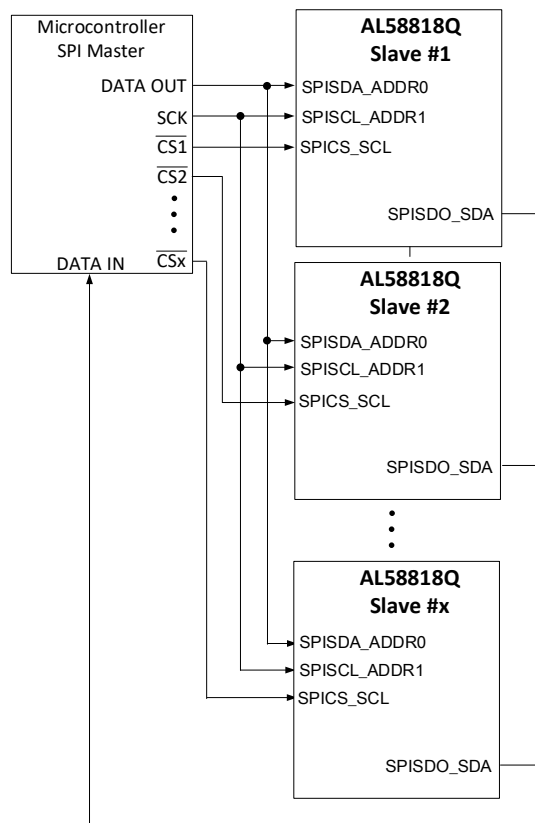 Microcontroller
SPI Master
DATA OUT
SCK
CS1
CS2
CSx
DATA IN
AL58818Q
Slave #1
SPISDA_ADDR0
SPISCL_ADDR1
SPICS_SCL
SPISDO_SDA
AL58818Q
Slave #2
SPISDA_ADDR0
SPISCL_ADDR1
SPICS_SCL
SPISDO_SDA
AL58818Q
Slave #x
SPISDA_ADDR0
SPISCL_ADDR1
SPICS_SCL
SPISDO_SDA